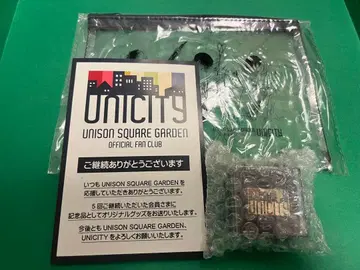 UNICITY
UNISON SQUARE GARDEN
OFFICIAL FAN CLUB
ご継続ありがとうございます
いつも UNISON SQUARE GARDEN を
応援していただきありがとうございます。
5回ご継続いただいた会員さまに
記念品としてオリジナルグッズをお送りいたします。
今後とも UNISON SQUARE GARDEN、
UNICITY をよろしくお願いいたします。
UNICITY
UNICITY